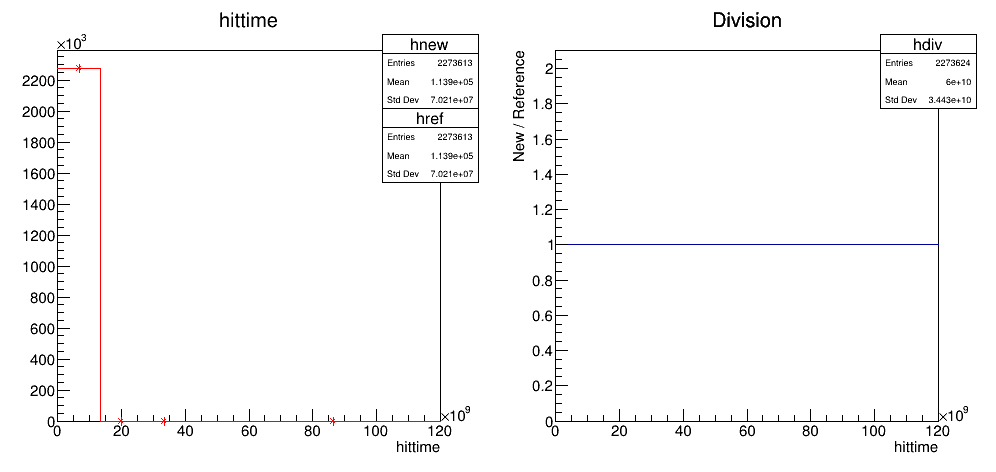 hittime
×10³
hnew
Entries 2273613
Mean 1.139e+05
Std Dev 7.021e+07
href
Entries 2273613
Mean 1.139e+05
Std Dev 7.021e+07
2200
2000
1800
1600
1400
1200
1000
800
600
400
200
0
0 20 40 60 80 100 120
×10⁹
hittime
Division
hdiv
Entries 2273624
Mean 6e+10
Std Dev 3.443e+10
New / Reference
2
1.8
1.6
1.4
1.2
1
0.8
0.6
0.4
0.2
0
0 20 40 60 80 100 120
×10⁹
hittime